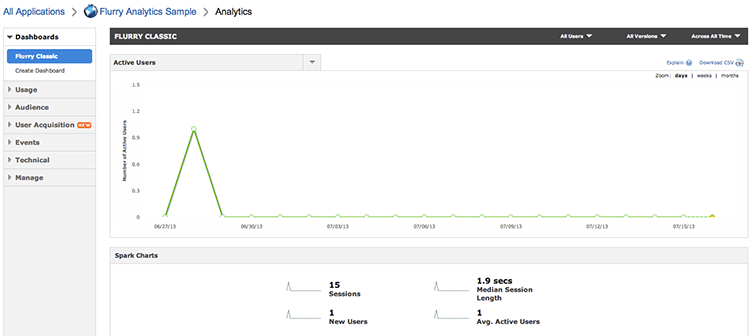 All Applications Flurry Analytics Sample Analytics
Dashboards
Flurry Classic
Create Dashboard
Usage
Audience
User Acquisition NEW
Events
Technical
Manage
FLURRY CLASSIC All Users All Versions Across All Time
Active Users
Explain Download CSV
Zoom: days | weeks | months
Number of Active Users
1.5
1.2
0.9
0.6
0.3
0
06/27/13 06/30/13 07/03/13 07/06/13 07/09/13 07/12/13 07/15/13
Spark Charts
15
Sessions
1.9 secs
Median Session
Length
1
New Users
1
Avg. Active Users